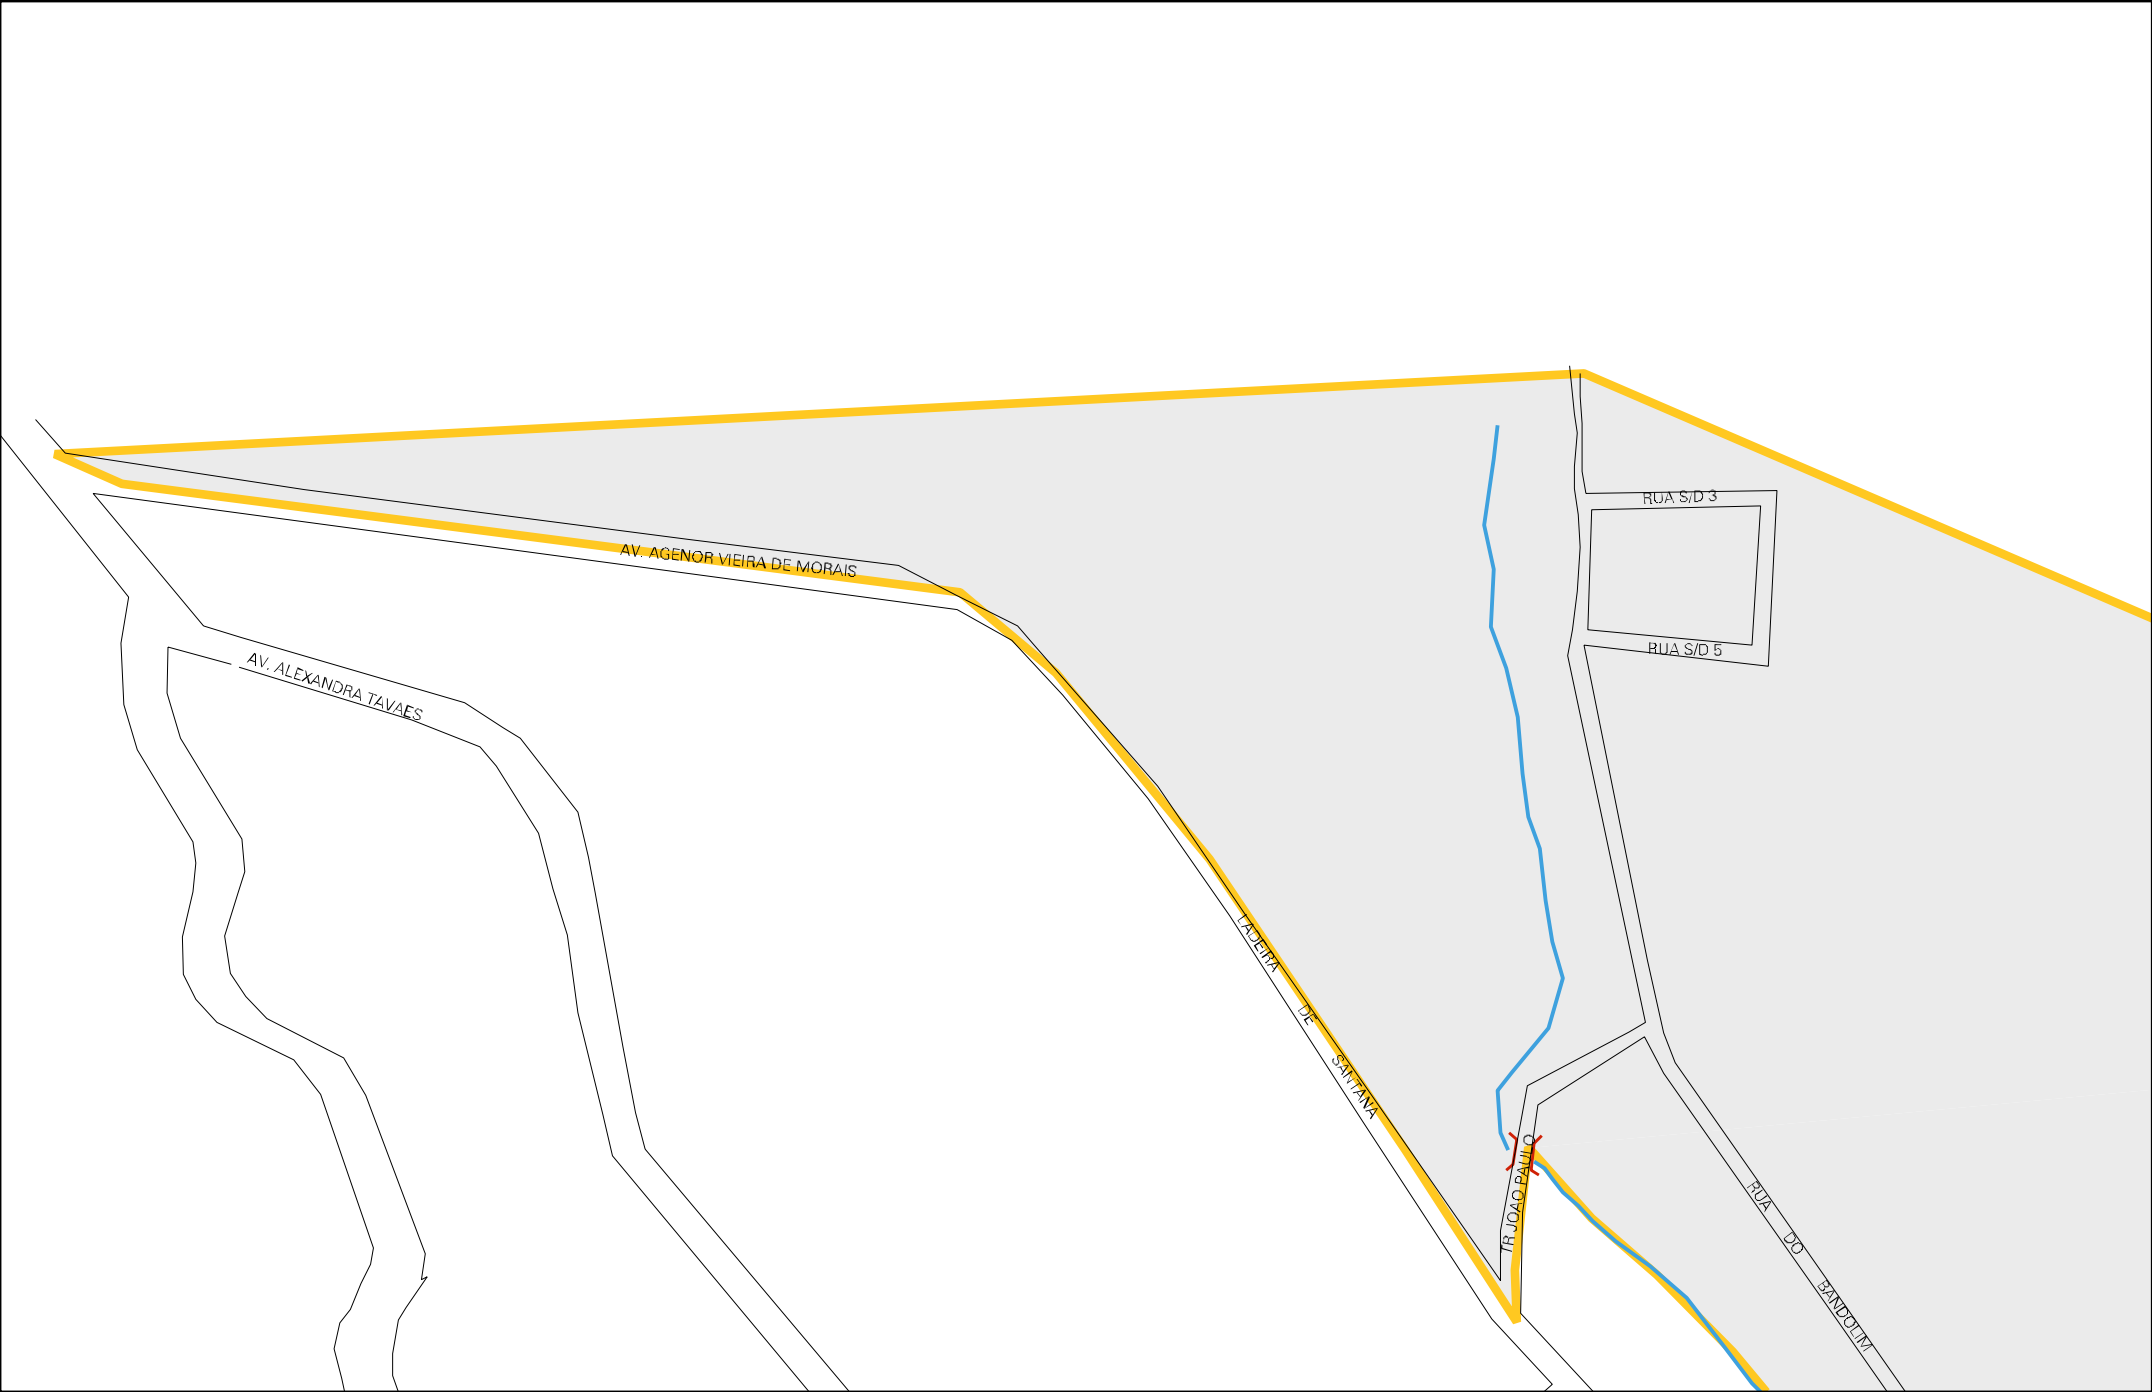 RUA S/D 3
AV. AGENOR VIEIRA DE MORAIS
RUA S/D 5
AV. ALEXANDRA TAVAES
LADEIRA DE SANTANA
TR JOAO PAULO
RUA DO BANDOLIM